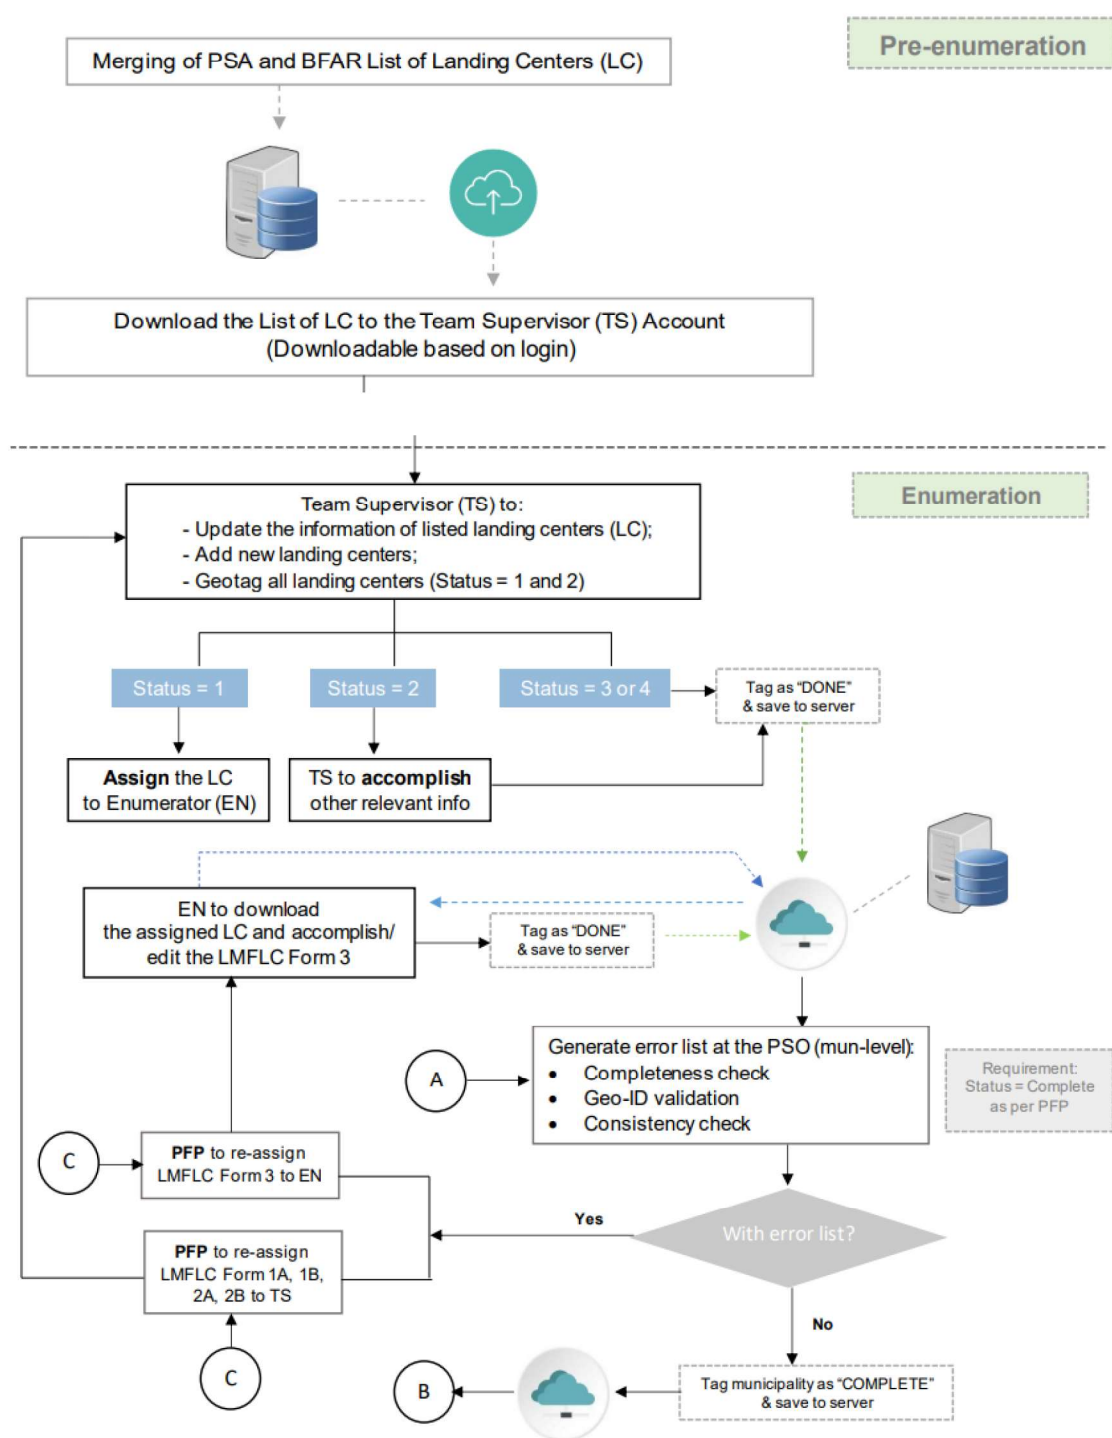 Pre-enumeration
Merging of PSA and BFAR List of Landing Centers (LC)
Download the List of LC to the Team Supervisor (TS) Account
(Downloadable based on login)
Enumeration
Team Supervisor (TS) to:
- Update the information of listed landing centers (LC);
- Add new landing centers;
- Geotag all landing centers (Status = 1 and 2)
Status = 1
Status = 2
Status = 3 or 4
Tag as “DONE”
& save to server
Assign the LC
to Enumerator (EN)
TS to accomplish
other relevant info
EN to download
the assigned LC and accomplish/
edit the LMFLC Form 3
Tag as “DONE”
& save to server
A
Generate error list at the PSO (mun-level):
• Completeness check
• Geo-ID validation
• Consistency check
Requirement:
Status = Complete
as per PFP
C
PFP to re-assign
LMFLC Form 3 to EN
Yes
With error list?
PFP to re-assign
LMFLC Form 1A, 1B,
2A, 2B to TS
No
C
B
Tag municipality as “COMPLETE”
& save to server